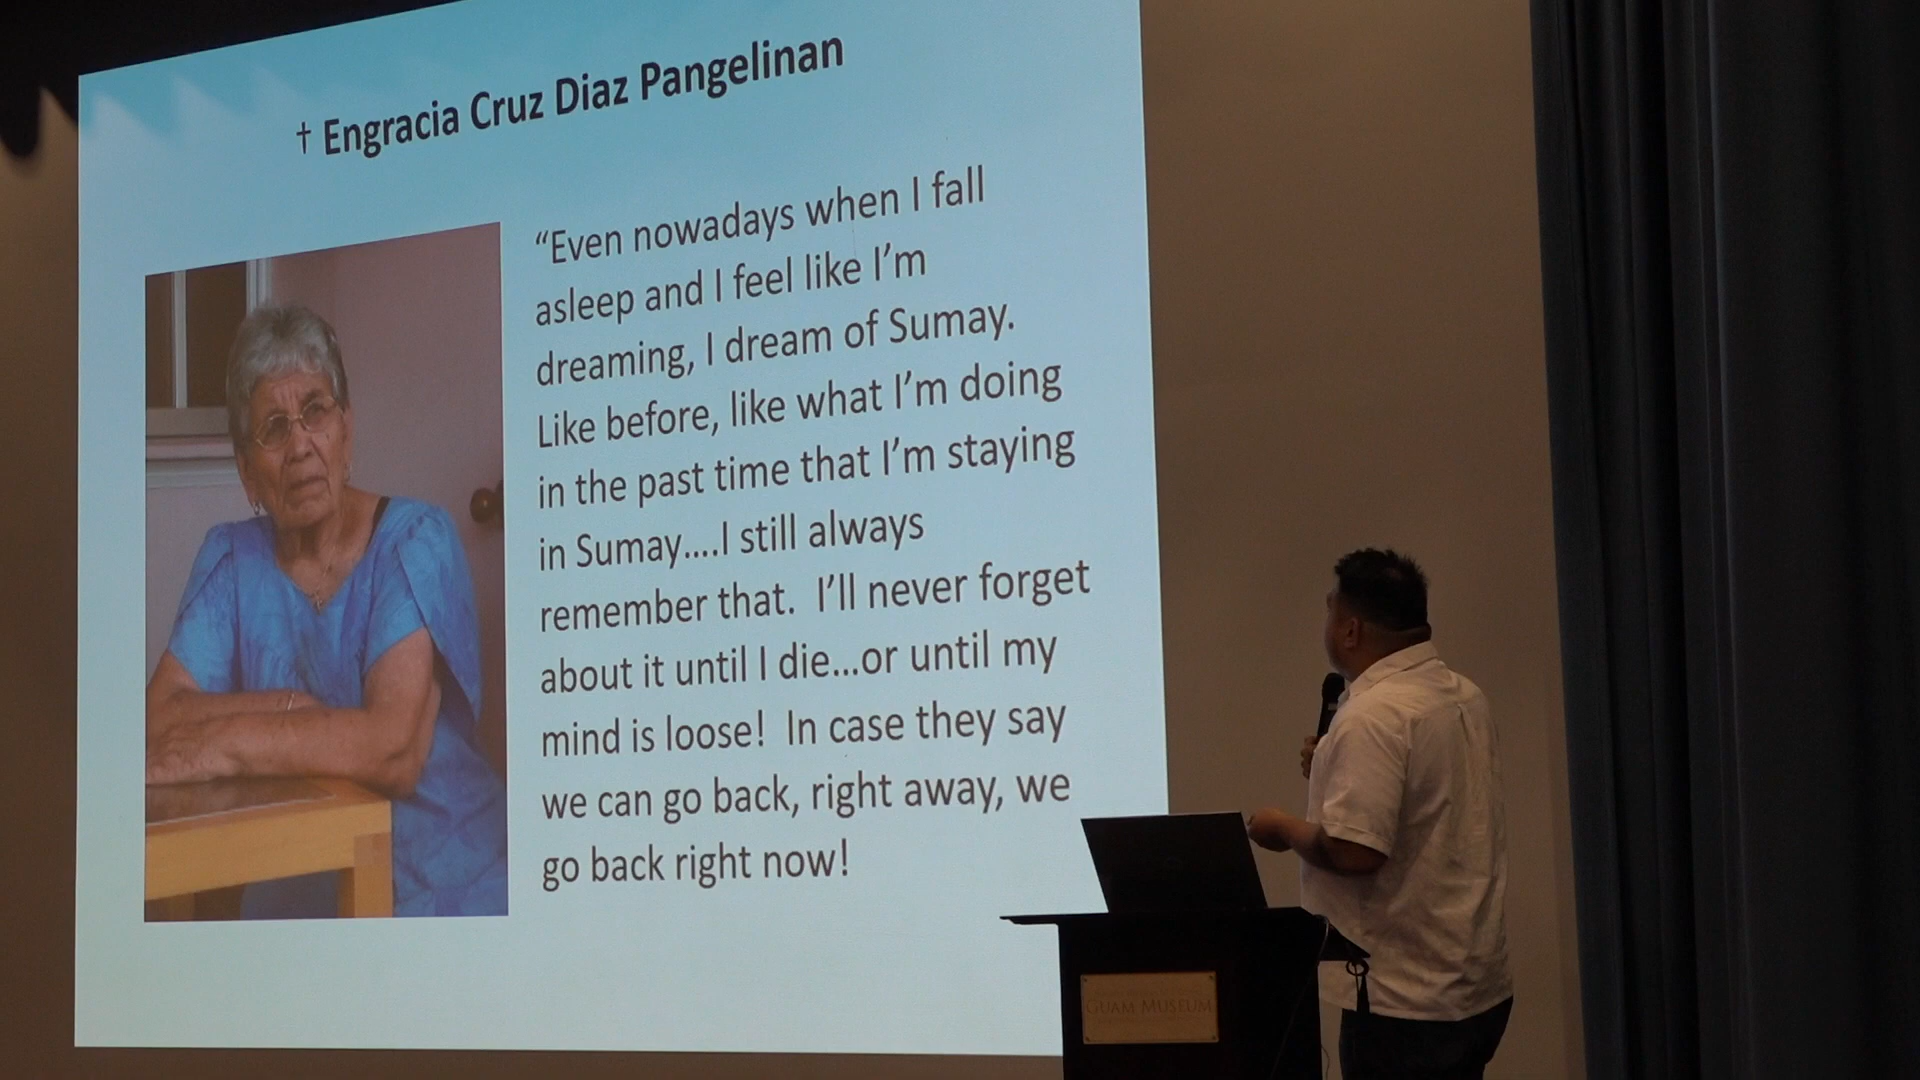 † Engracia Cruz Diaz Pangelinan
“Even nowadays when I fall
asleep and I feel like I’m
dreaming, I dream of Sumay.
Like before, like what I’m doing
in the past time that I’m staying
in Sumay....I still always
remember that.  I’ll never forget
about it until I die...or until my
mind is loose!  In case they say
we can go back, right away, we
go back right now!
GUAM MUSEUM